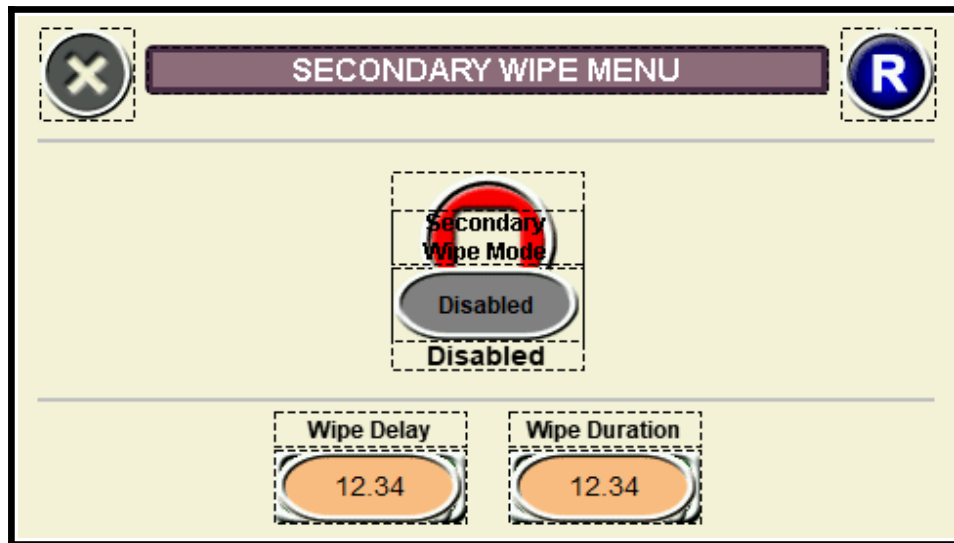 SECONDARY WIPE MENU
R
Secondary
Wipe Mode
Disabled
Disabled
Wipe Delay
Wipe Duration
12.34
12.34